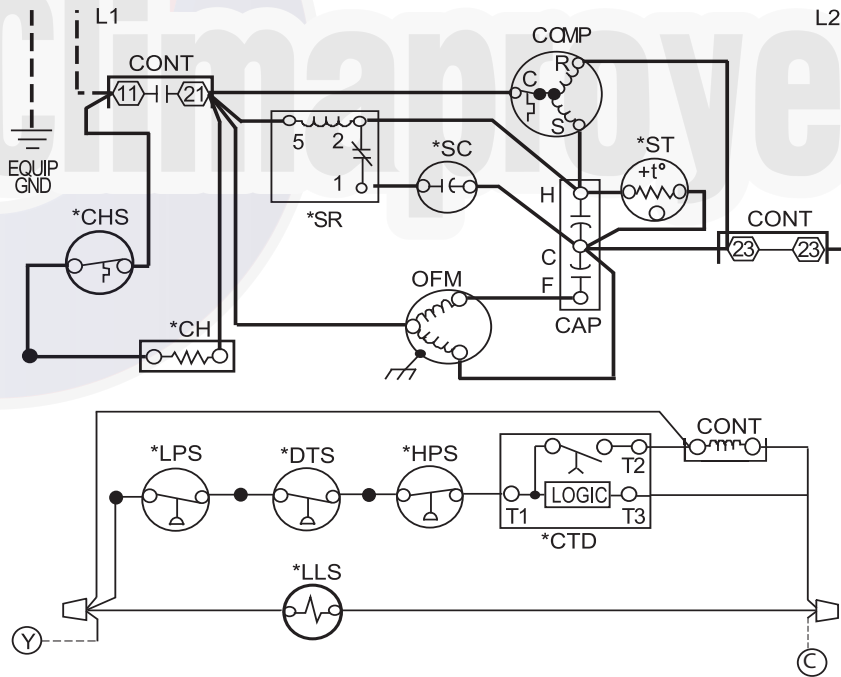 L1
L2
COMP
CONT
R
C
11
21
S
*ST
5
2
*SC
+t°
EQUIP
GND
1
H
*CHS
*SR
CONT
C
23
23
OFM
F
*CH
CAP
CONT
*LPS
*DTS
*HPS
T2
LOGIC
T1
T3
*CTD
*LLS
Y
C
climaproye